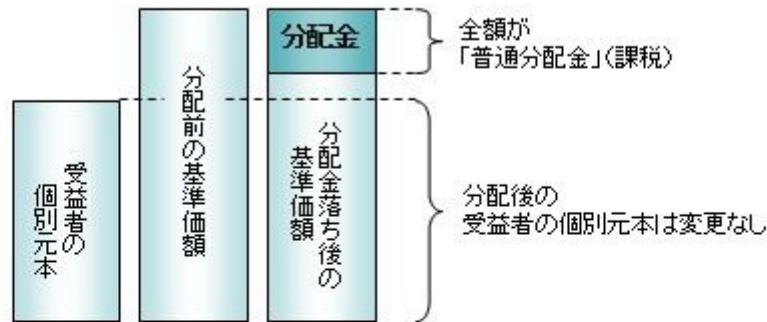 受益者の
個別元本
分配前の基準価額
分配金
分配金落ち後の
基準価額
全額が
「普通分配金」(課税)
分配後の
受益者の個別元本は変更なし